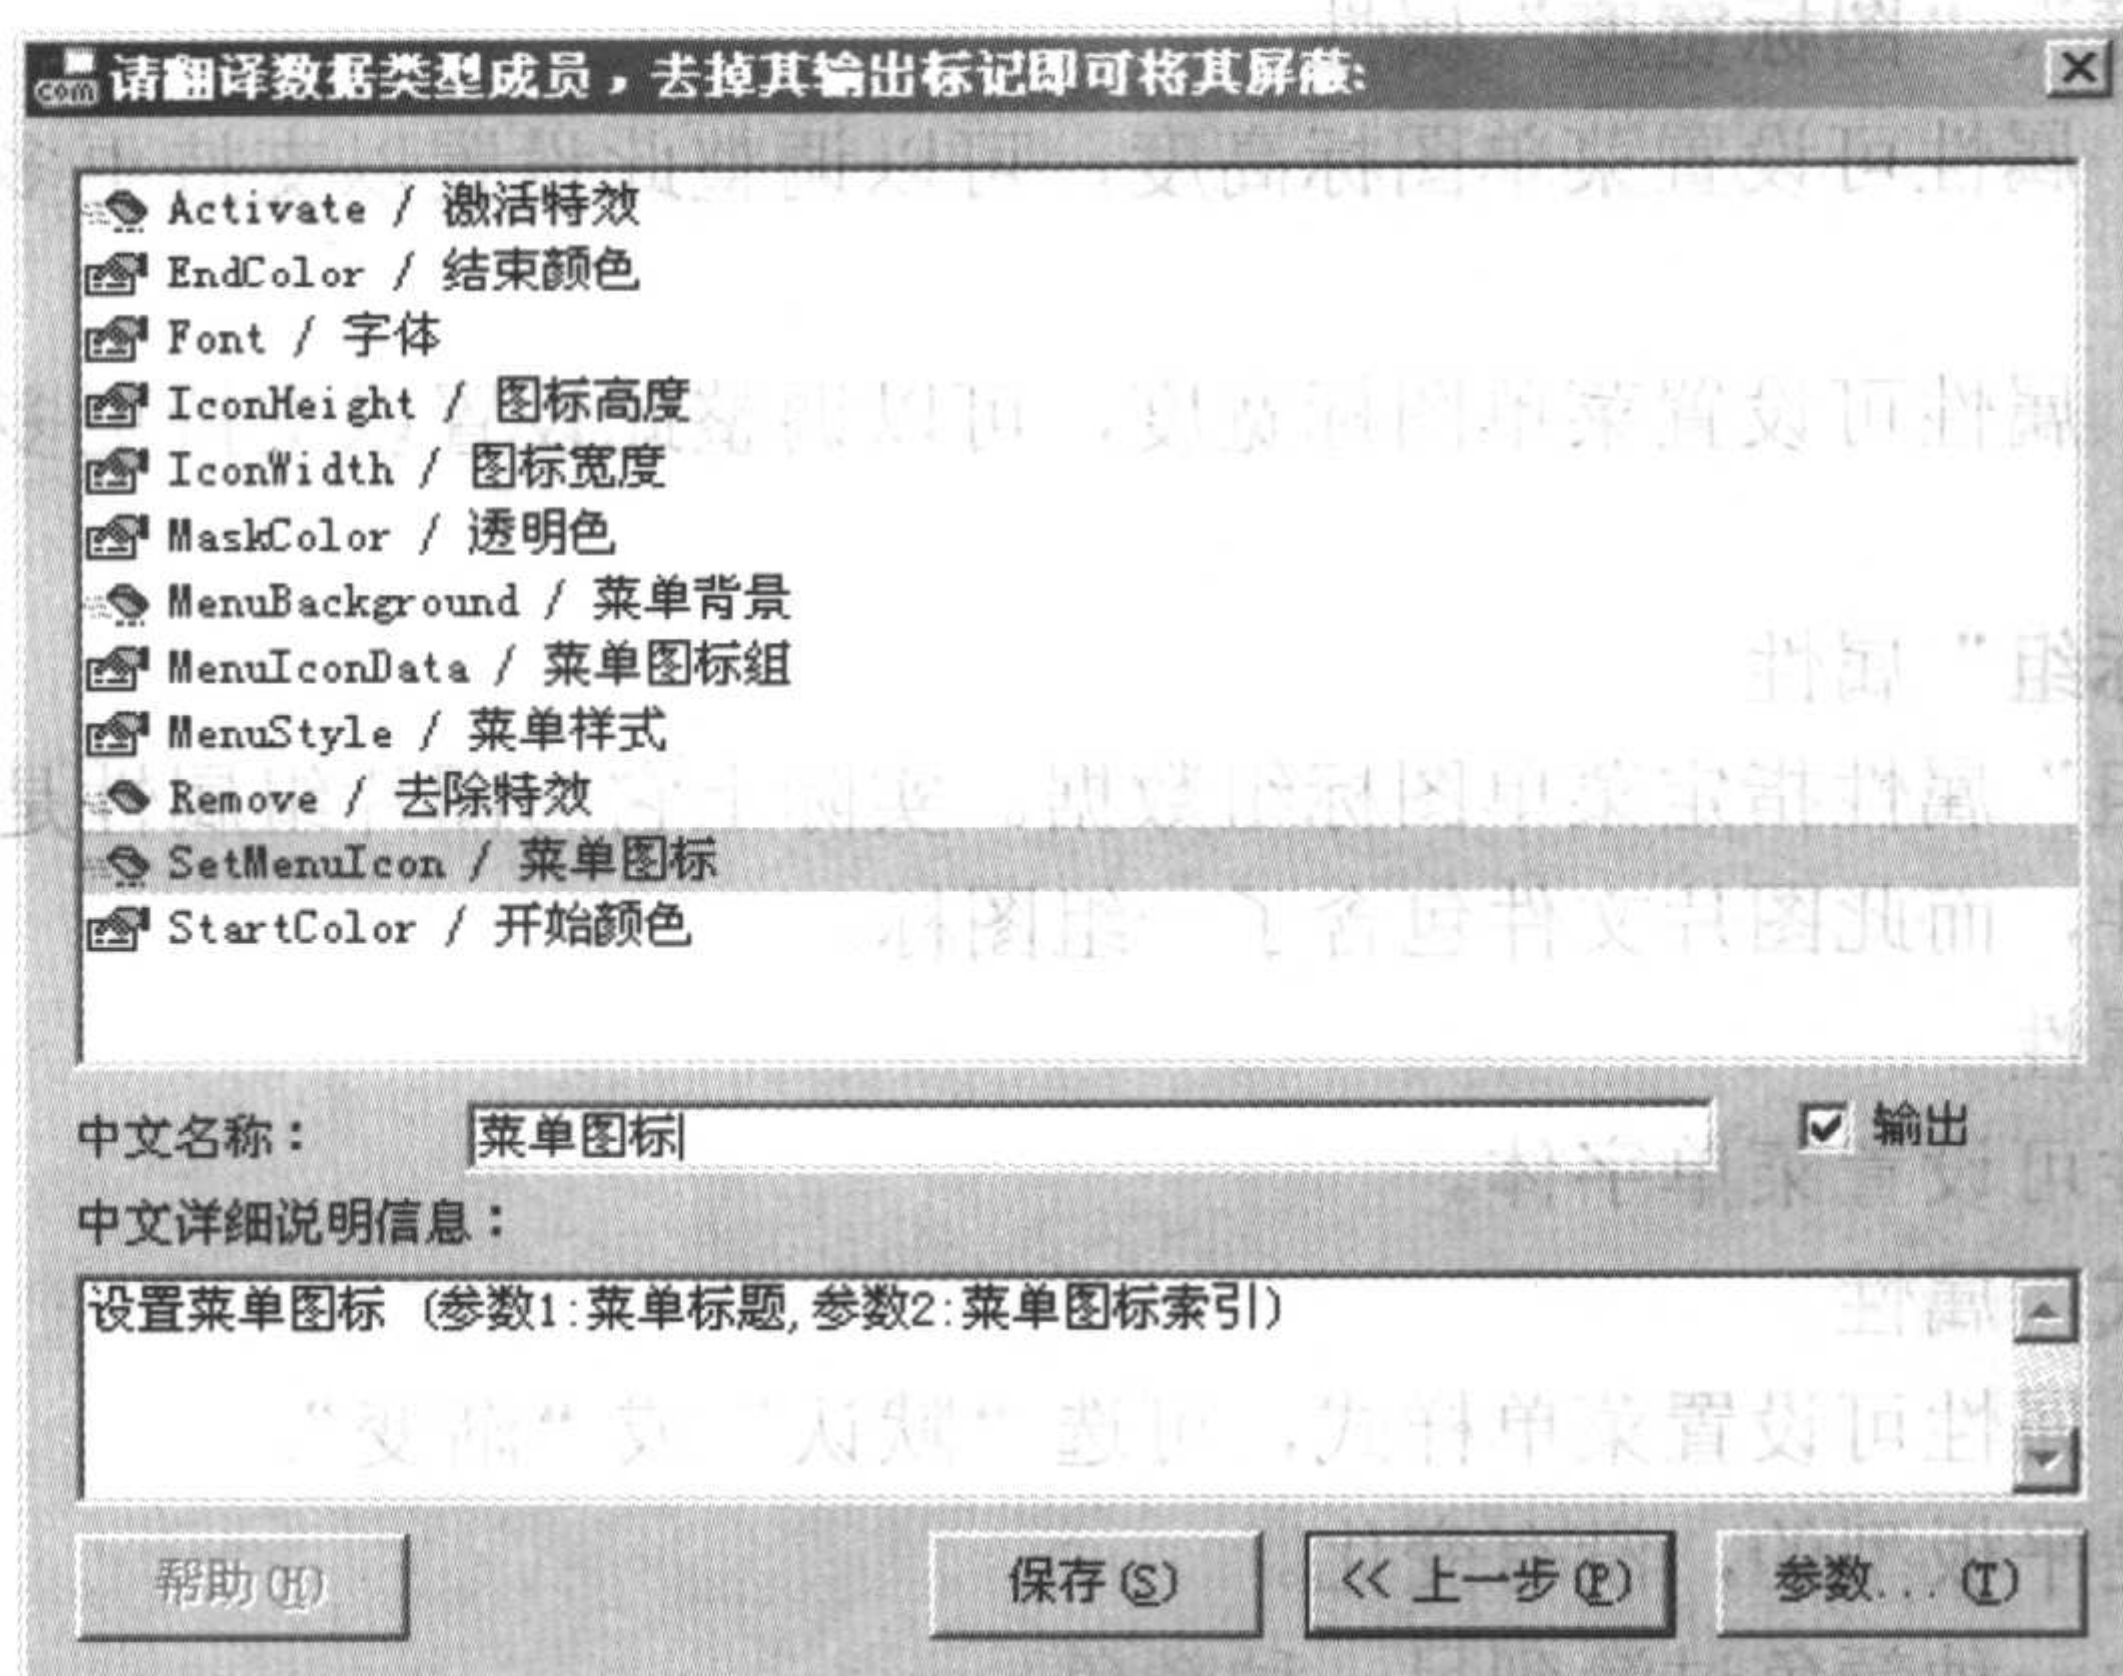 com 请翻译数据类型成员，去掉其输出标记即可将其屏蔽:
Activate / 激活特效
EndColor / 结束颜色
Font / 字体
IconHeight / 图标高度
IconWidth / 图标宽度
MaskColor / 透明色
MenuBackground / 菜单背景
MenuIconData / 菜单图标组
MenuStyle / 菜单样式
Remove / 去除特效
SetMenuIcon / 菜单图标
StartColor / 开始颜色
中文名称： 菜单图标 输出
中文详细说明信息：
设置菜单图标 (参数1:菜单标题,参数2:菜单图标索引)
帮助(H) 保存(S) << 上一步(P) 参数...(T)